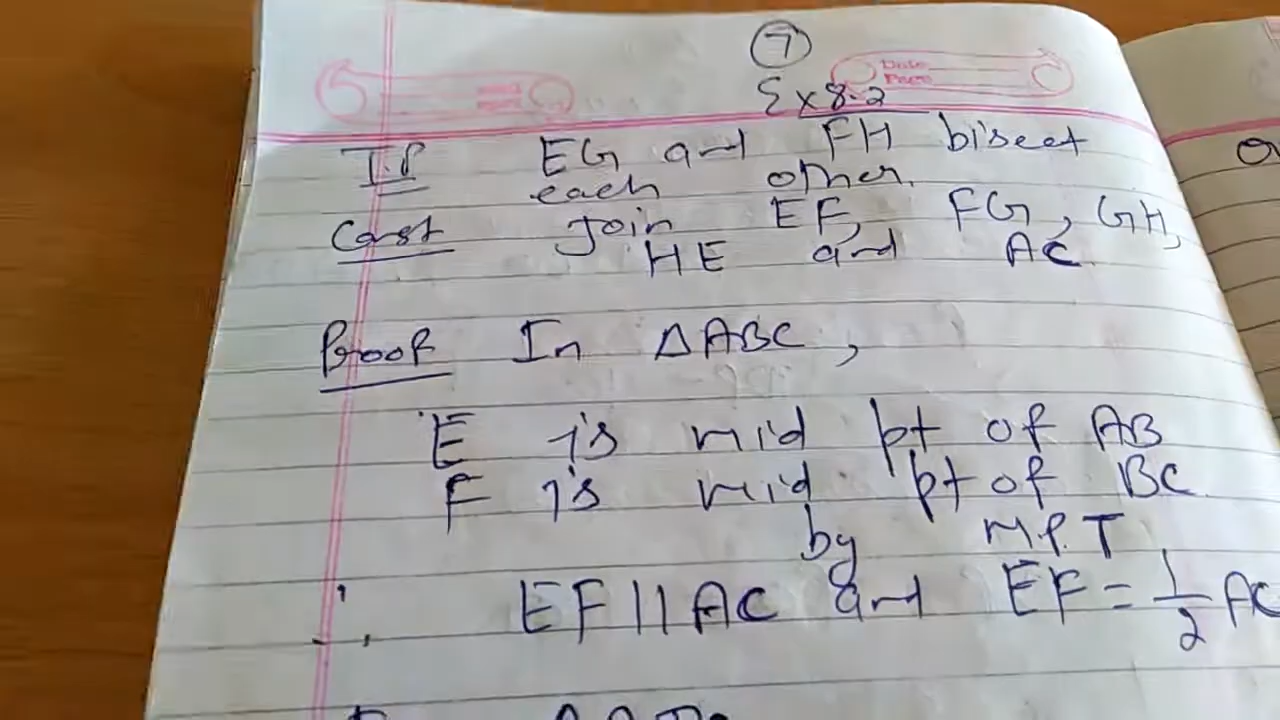 7
Ex 8.2
Date
Page
T.P EG and FH bisect
each other.
Const Join EF, FG, GH,
HE and AC
Proof In ΔABC,
E is mid pt of AB
F is mid pt of BC
by M.P.T
∴ EF || AC and EF = 1/2 AC